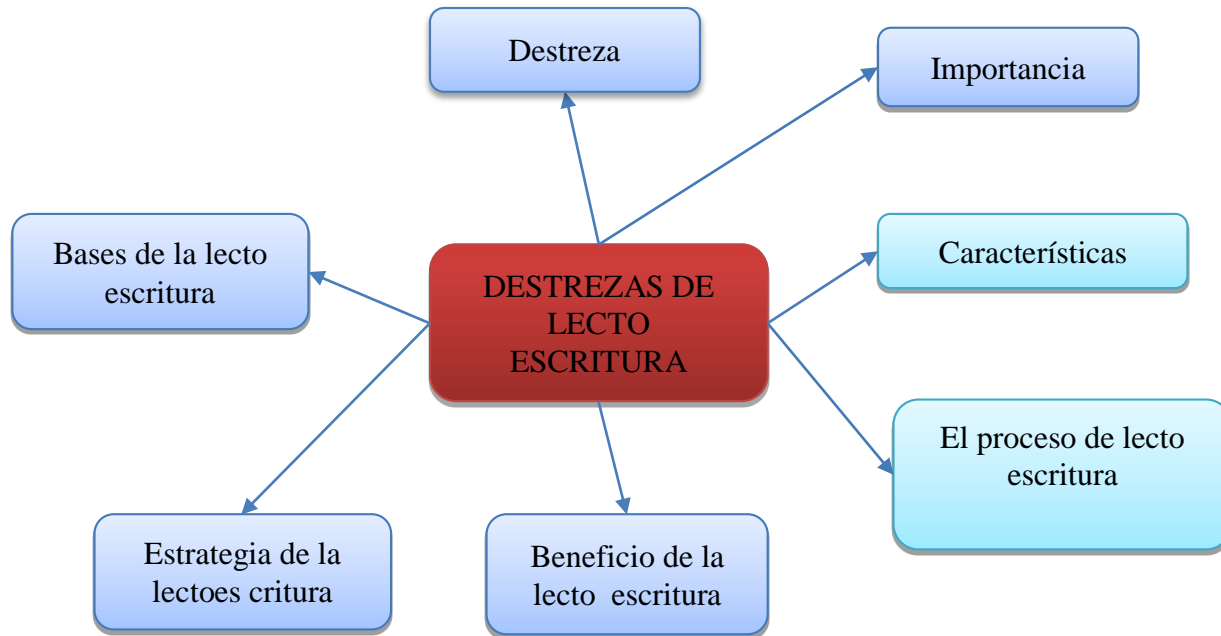 Destreza
Importancia
Bases de la lecto
escritura
DESTREZAS DE
LECTO
ESCRITURA
Características
El proceso de lecto
escritura
Estrategia de la
lectoes critura
Beneficio de la
lecto  escritura